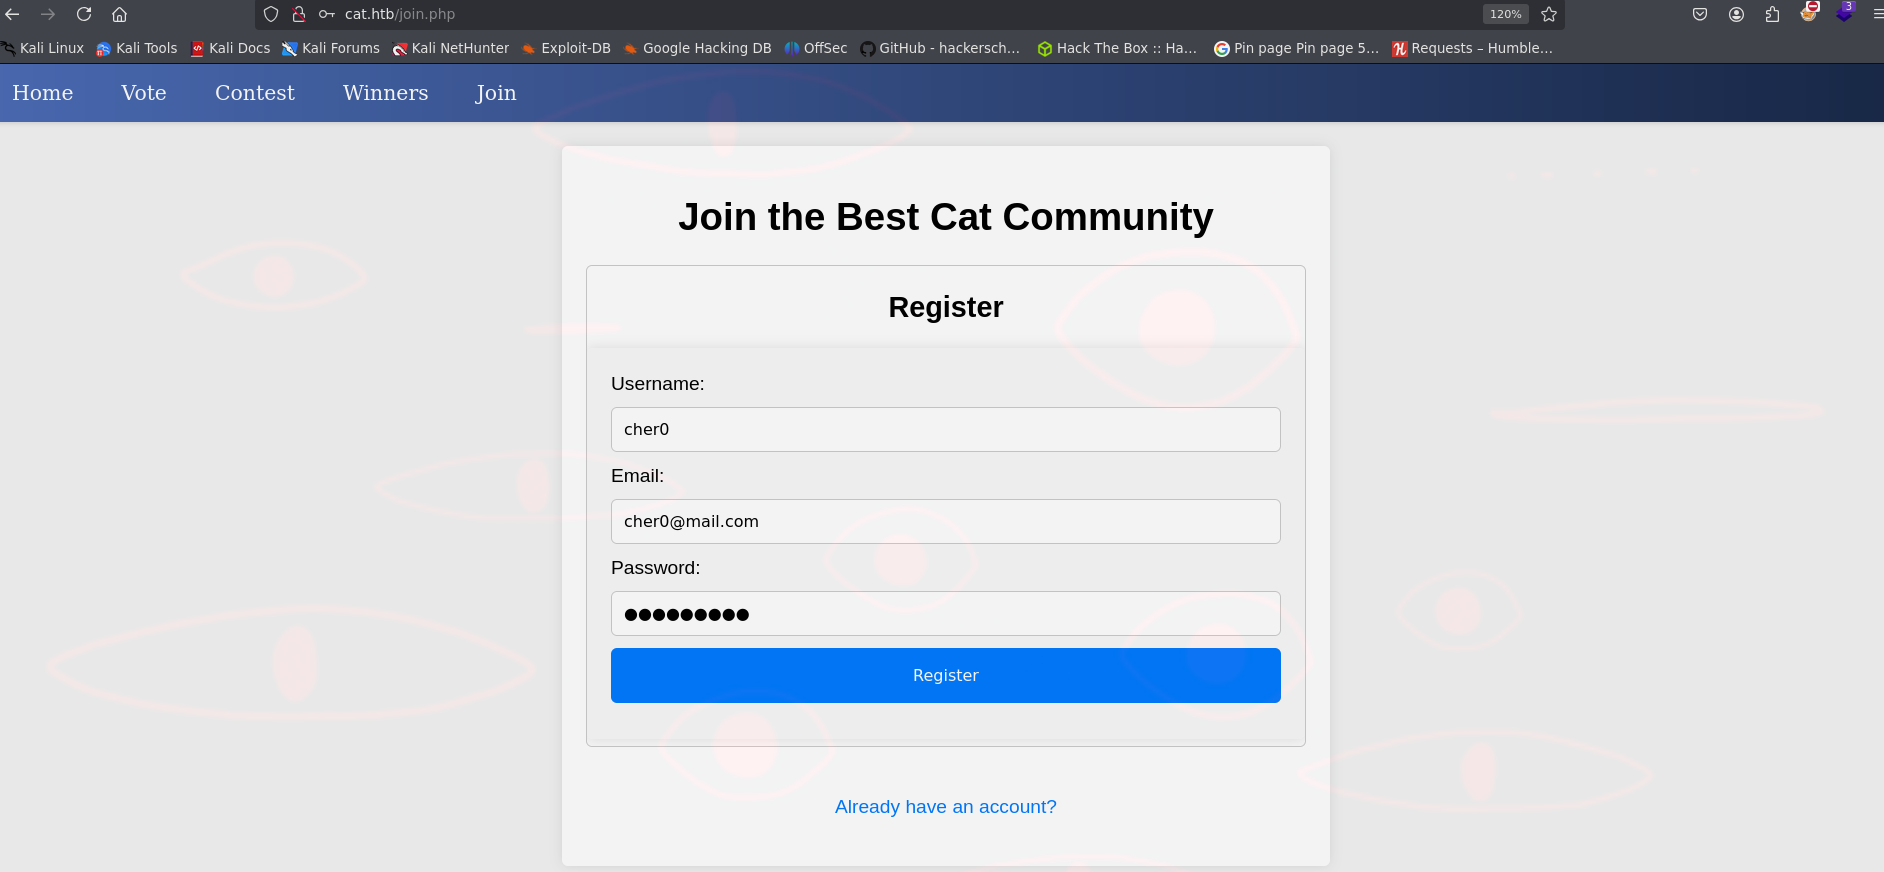 cat.htb/join.php 120% 3
Kali Linux Kali Tools Kali Docs Kali Forums Kali NetHunter Exploit-DB Google Hacking DB OffSec GitHub - hackersch… Hack The Box :: Ha… Pin page Pin page 5… Requests – Humble…
Home Vote Contest Winners Join
Join the Best Cat Community
Register
Username:
cher0
Email:
cher0@mail.com
Password:
●●●●●●●●●
Register
Already have an account?